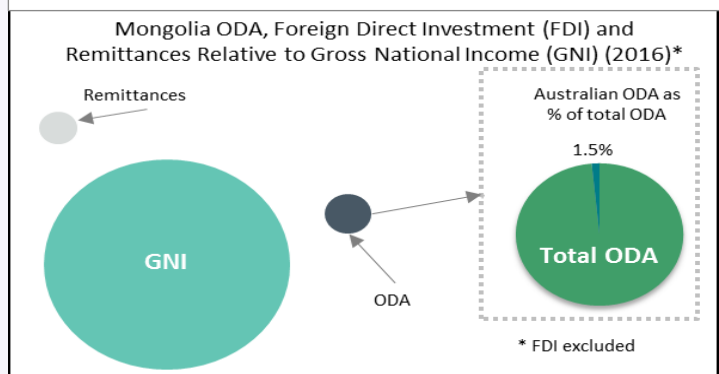 Mongolia ODA, Foreign Direct Investment (FDI) and
Remittances Relative to Gross National Income (GNI) (2016)*
Remittances
Australian ODA as
% of total ODA
1.5%
GNI
Total ODA
ODA
* FDI excluded